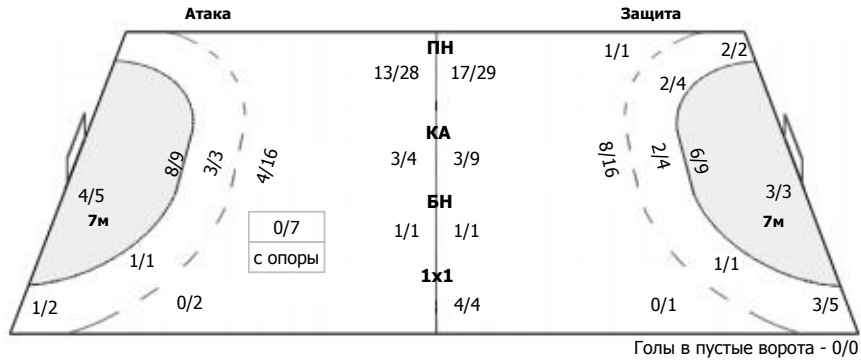 Атака Защита
ПН
1/1 2/2
13/28 17/29
2/4
КА
8/9 3/3 4/16 3/4 3/9 8/16 2/4 6/9
4/5 3/3
7м 7м
БН
0/7 1/1 1/1
с опоры
1/1 1/1
1x1
1/2 0/2 4/4 0/1 3/5
Голы в пустые ворота - 0/0